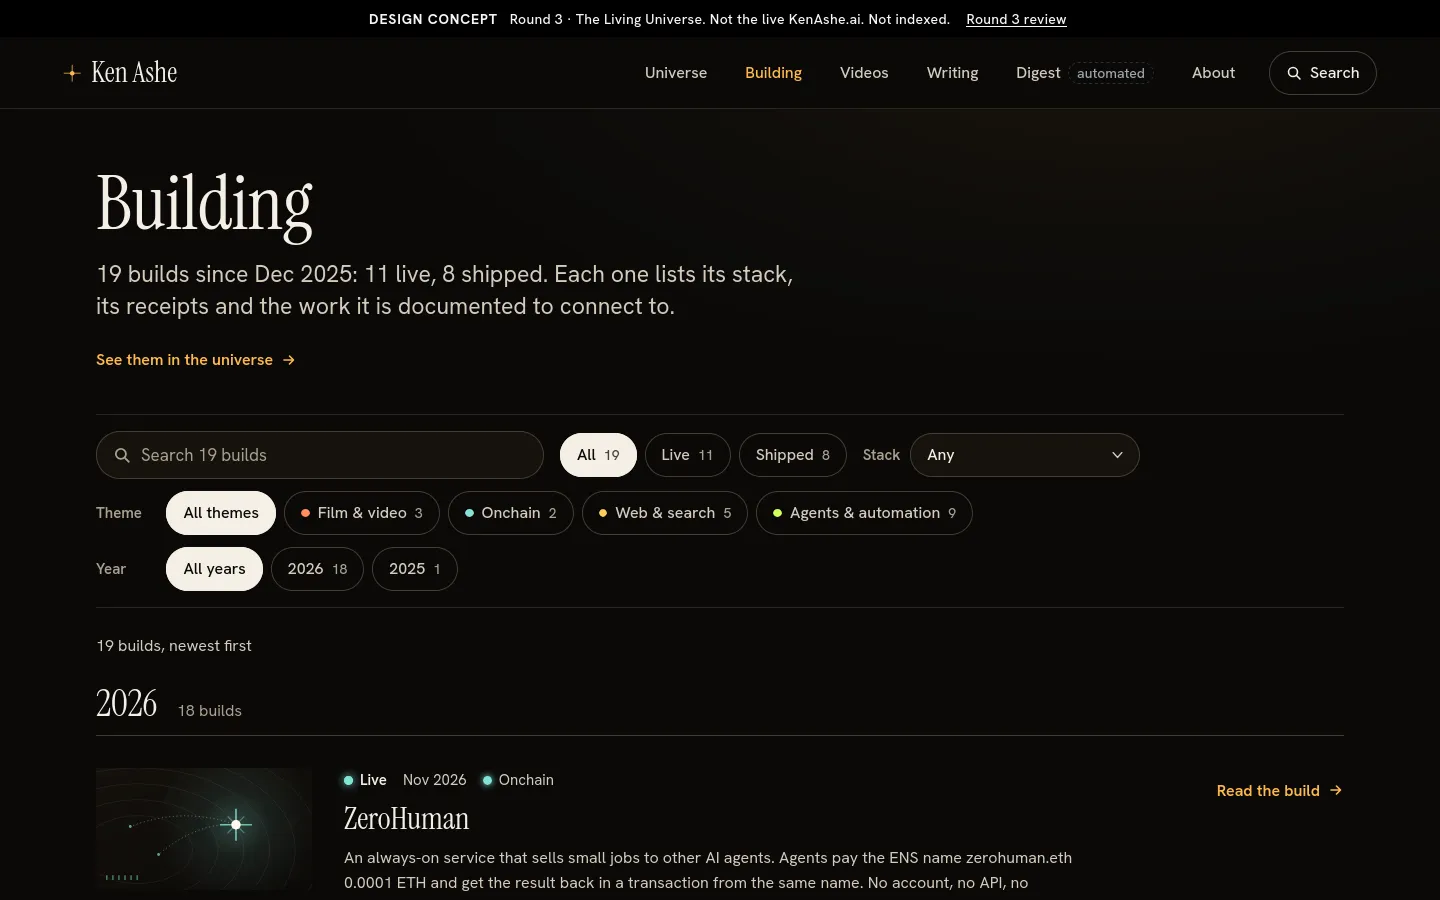 DESIGN CONCEPT Round 3 · The Living Universe. Not the live KenAshe.ai. Not indexed. Round 3 review
Ken Ashe
Universe Building Videos Writing Digest automated About Search
Building
19 builds since Dec 2025: 11 live, 8 shipped. Each one lists its stack,
its receipts and the work it is documented to connect to.
See them in the universe →
Search 19 builds All 19 Live 11 Shipped 8 Stack Any
Theme All themes Film & video 3 Onchain 2 Web & search 5 Agents & automation 9
Year All years 2026 18 2025 1
19 builds, newest first
2026 18 builds
Live Nov 2026 Onchain
Read the build →
ZeroHuman
An always-on service that sells small jobs to other AI agents. Agents pay the ENS name zerohuman.eth
0.0001 ETH and get the result back in a transaction from the same name. No account, no API, no